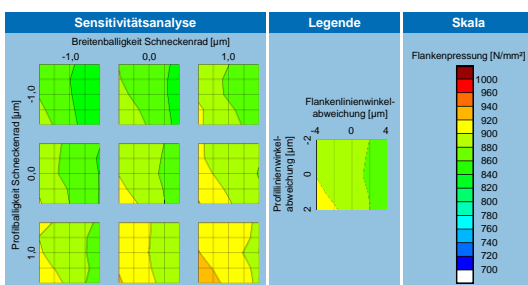 Sensitivitätsanalyse
Breitenballigkeit Schneckenrad [µm]
-1,0 0,0 1,0
Profilballigkeit Schneckenrad [µm]
-1,0
0,0
1,0
Legende
Flankenlinienwinkel-
abweichung [µm]
-4 0 4
Profillinienwinkel-
abweichung [µm]
-2
0
2
Skala
Flankenpressung [N/mm²]
1000
960
940
920
900
880
860
840
820
800
780
760
740
720
700